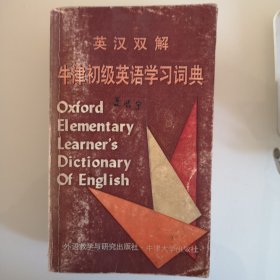 英汉双解
牛津初级英语学习词典
Oxford
Elementary
Learner's
Dictionary
Of English
外语教学与研究出版社·牛津大学出版社